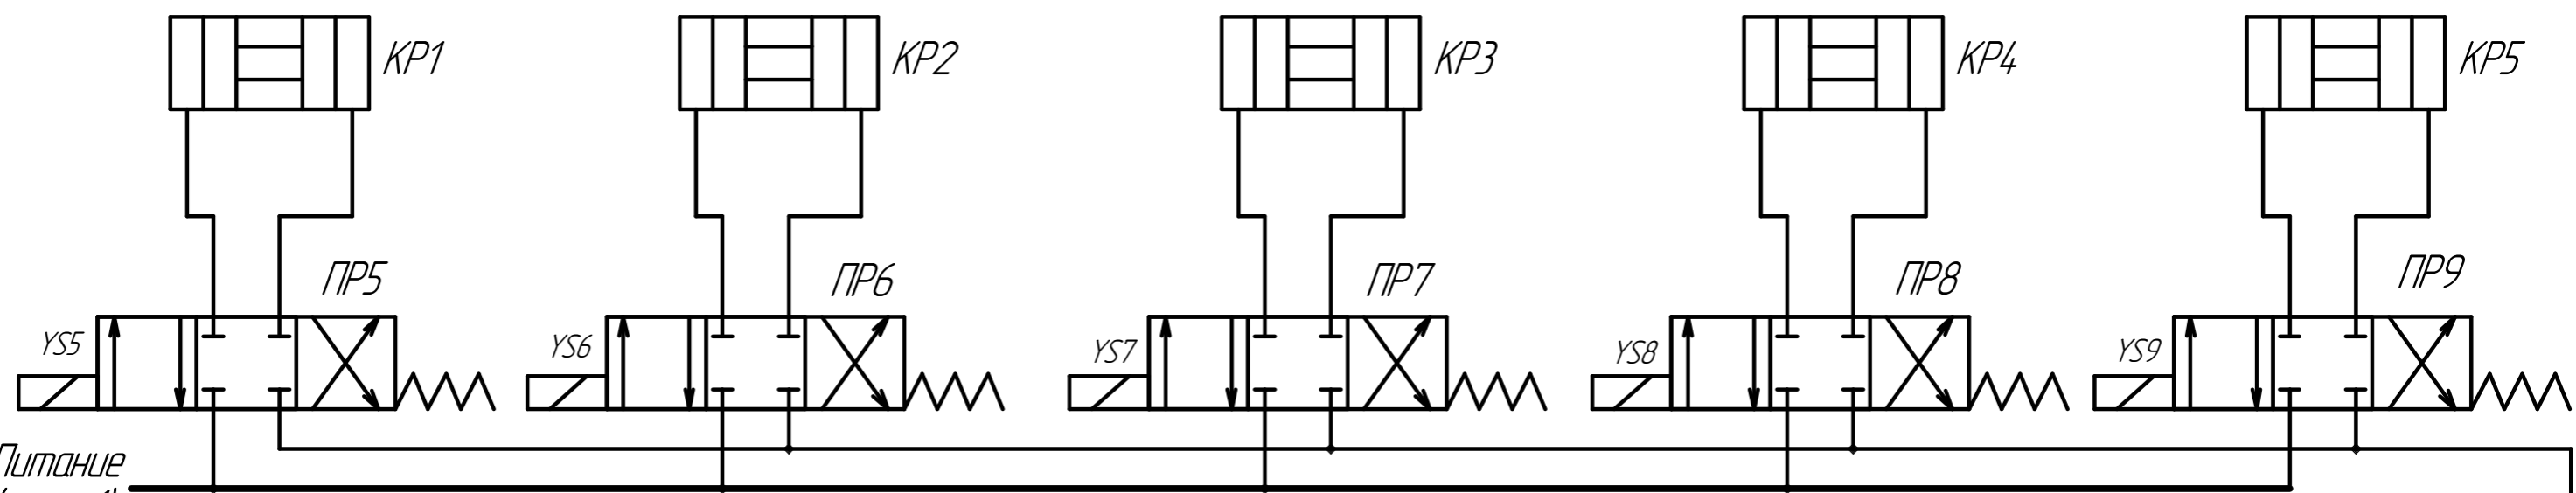 КР1
КР2
КР3
КР4
КР5
ПР5
ПР6
ПР7
ПР8
ПР9
YS5
YS6
YS7
YS8
YS9
Питание